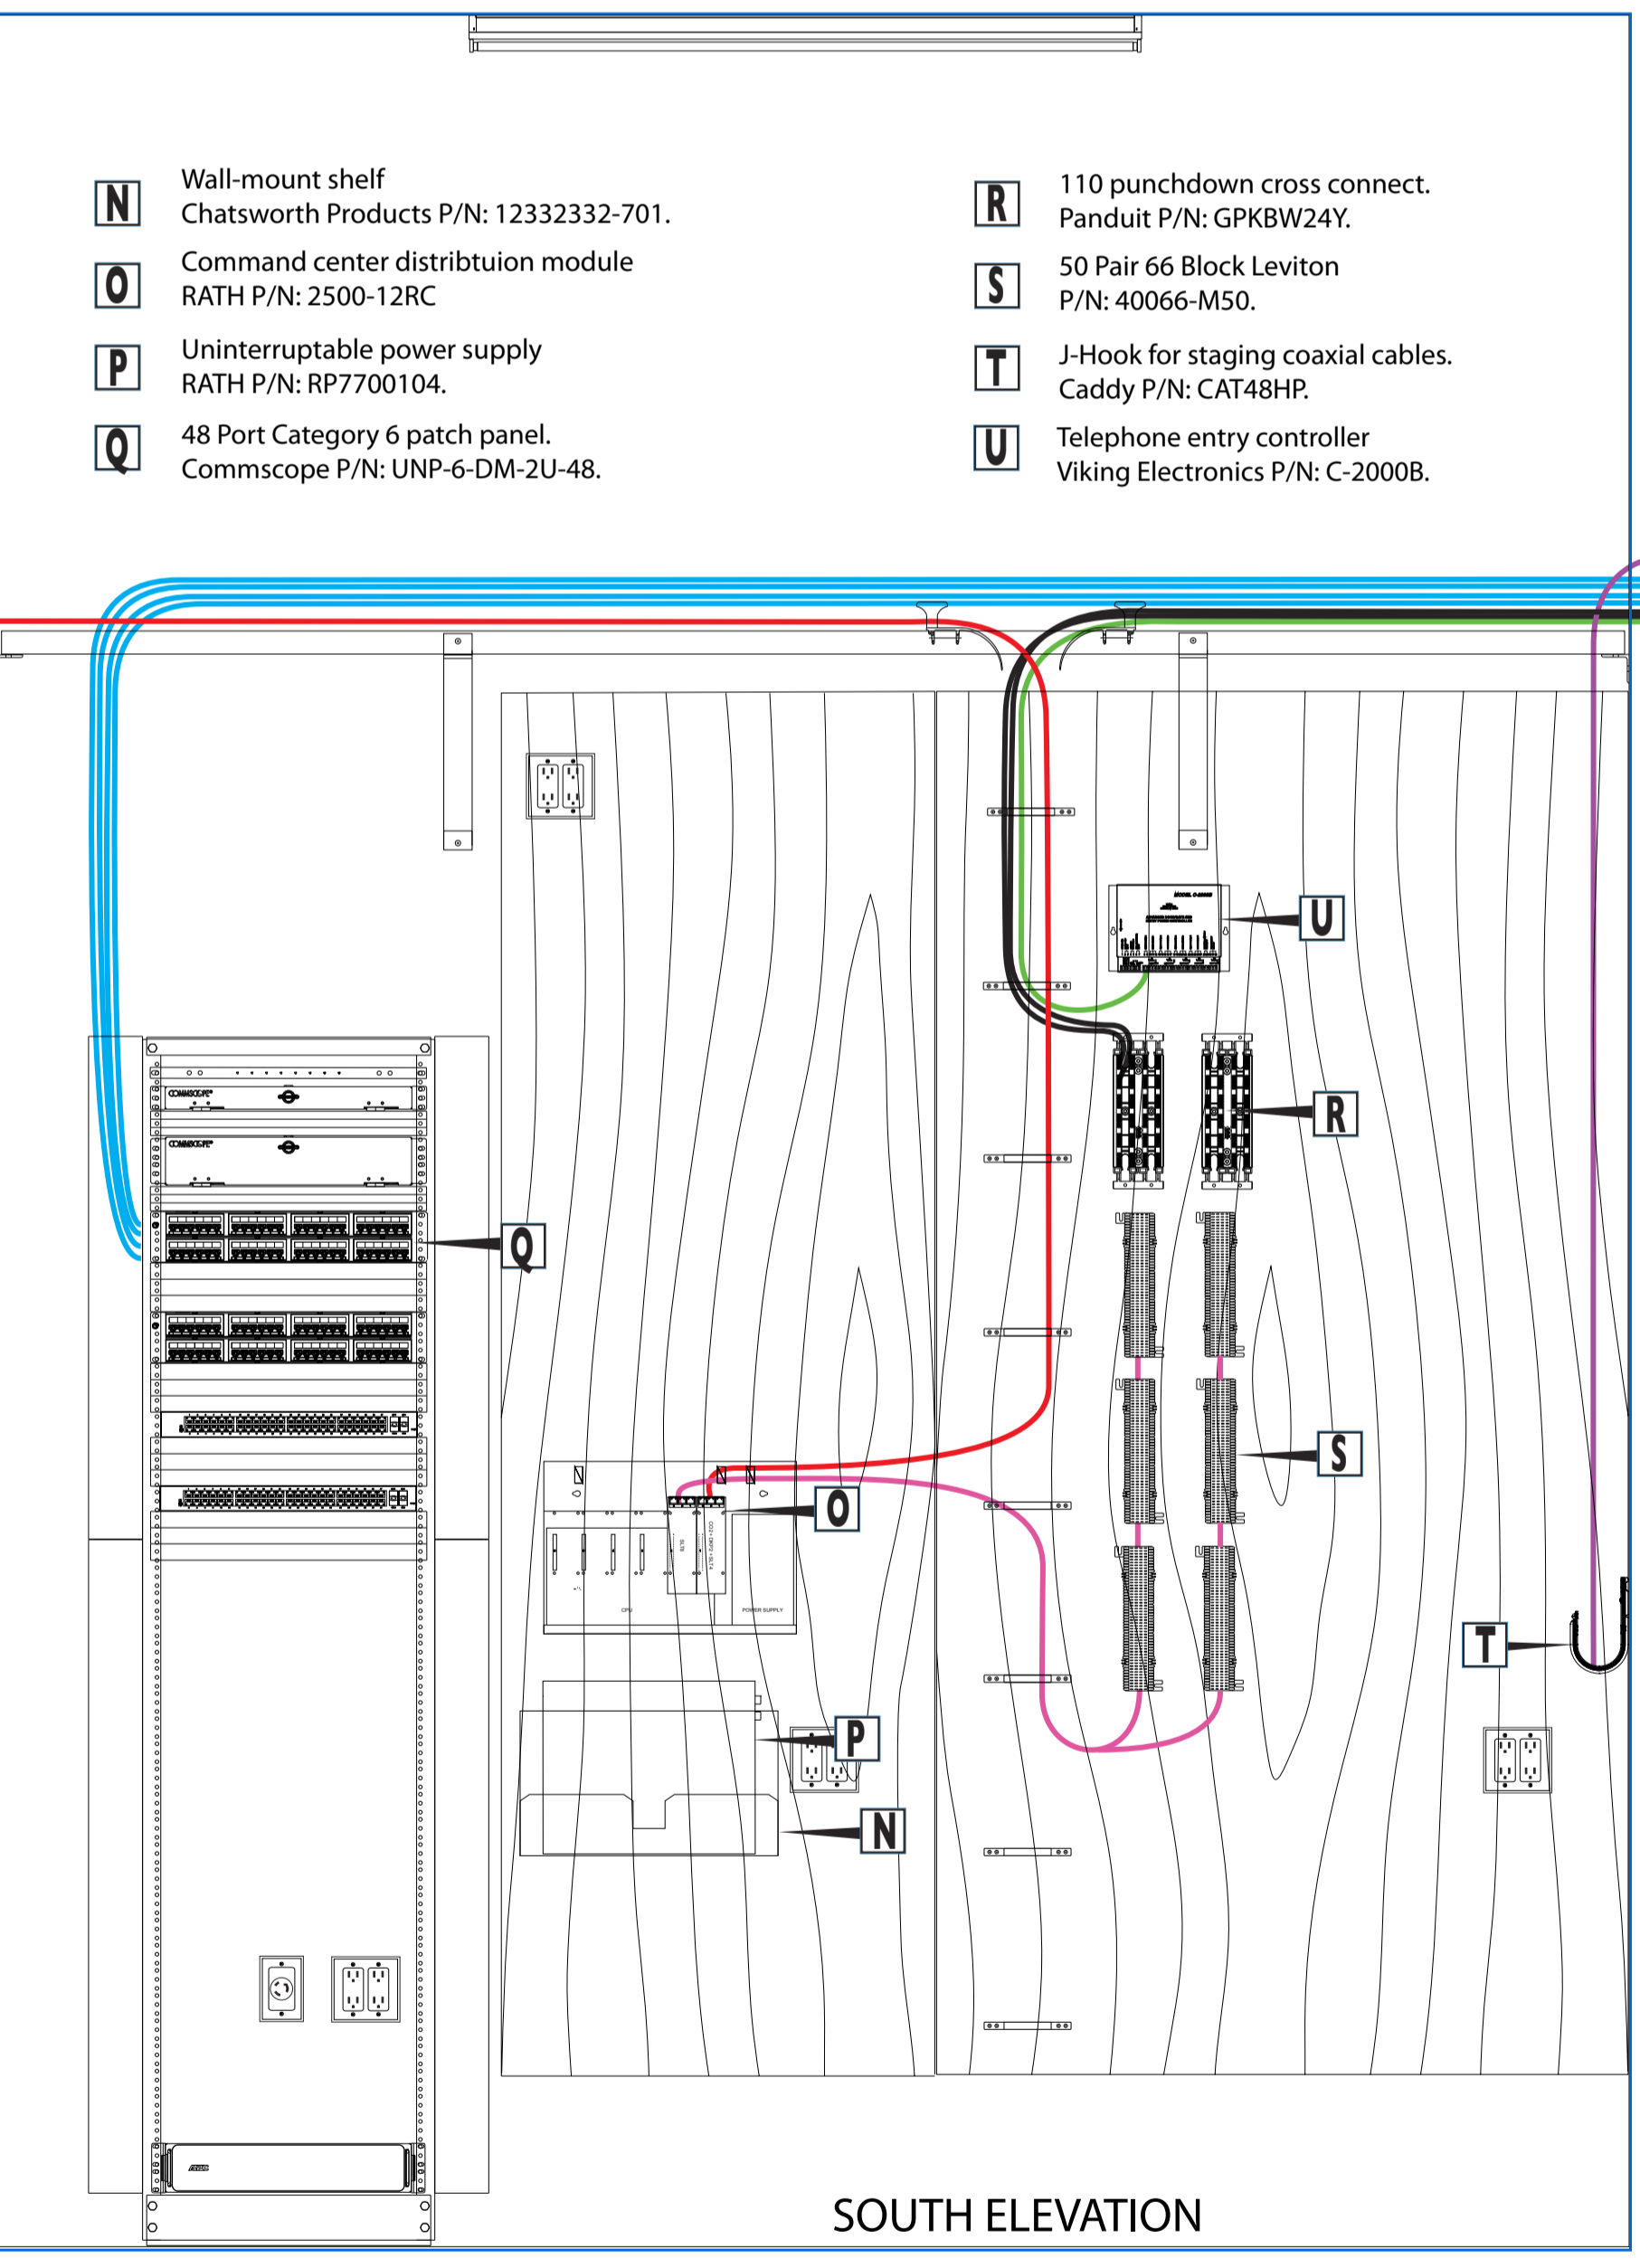 N
Wall-mount shelf
Chatsworth Products P/N: 12332332-701.
O
Command center distribtuion module
RATH P/N: 2500-12RC
P
Uninterruptable power supply
RATH P/N: RP7700104.
Q
48 Port Category 6 patch panel.
Commscope P/N: UNP-6-DM-2U-48.
R
110 punchdown cross connect.
Panduit P/N: GPKBW24Y.
S
50 Pair 66 Block Leviton
P/N: 40066-M50.
T
J-Hook for staging coaxial cables.
Caddy P/N: CAT48HP.
U
Telephone entry controller
Viking Electronics P/N: C-2000B.
U
COMMSCOPE
R
COMMSCOPE
Q
S
O
CPU
POWER SUPPLY
T
P
N
SOUTH ELEVATION